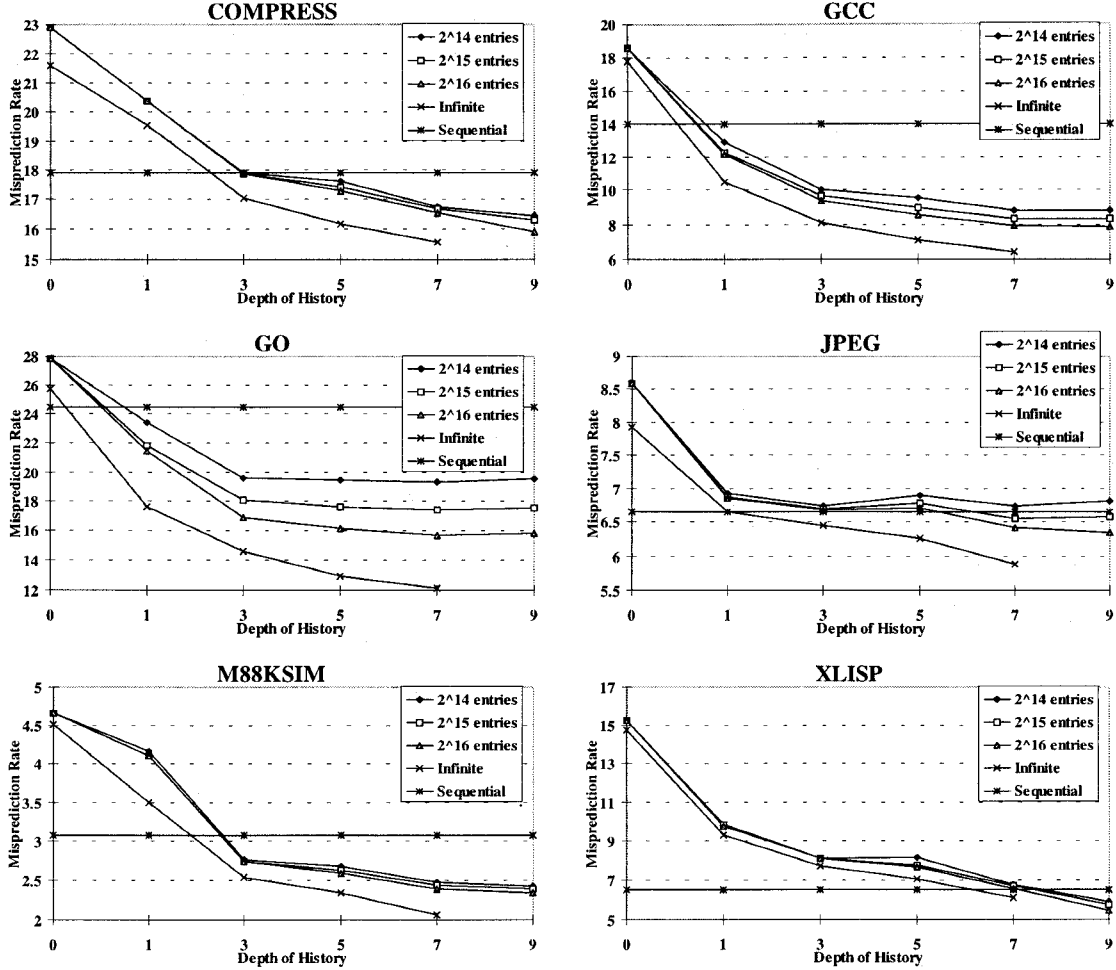 COMPRESS
23
22
21
20
19
18
17
16
15
Misprediction Rate
0
1
3
5
7
9
Depth of History
2^14 entries
2^15 entries
2^16 entries
Infinite
Sequential
GCC
20
18
16
14
12
10
8
6
Misprediction Rate
0
1
3
5
7
9
Depth of History
2^14 entries
2^15 entries
2^16 entries
Infinite
Sequential
GO
28
26
24
22
20
18
16
14
12
Misprediction Rate
0
1
3
5
7
9
Depth of History
2^14 entries
2^15 entries
2^16 entries
Infinite
Sequential
JPEG
9
8.5
8
7.5
7
6.5
6
5.5
Misprediction Rate
0
1
3
5
7
9
Depth of History
2^14 entries
2^15 entries
2^16 entries
Infinite
Sequential
M88KSIM
5
4.5
4
3.5
3
2.5
2
Misprediction Rate
0
1
3
5
7
9
Depth of History
2^14 entries
2^15 entries
2^16 entries
Infinite
Sequential
XLISP
17
15
13
11
9
7
5
Misprediction Rate
0
1
3
5
7
9
Depth of History
2^14 entries
2^15 entries
2^16 entries
Infinite
Sequential